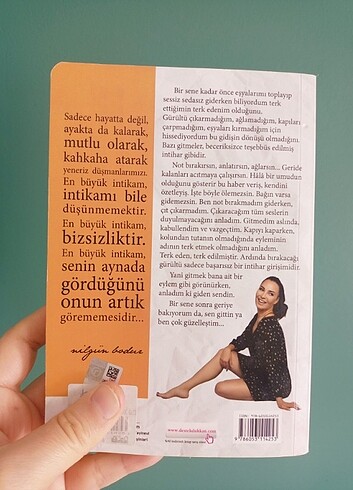 Sadece hayatta değil,
ayakta da kalarak,
mutlu olarak,
kahkaha atarak
yeneriz düşmanlarımızı.
En büyük intikam,
intikamı bile
düşünmemektir.
En büyük intikam,
bizsizliktir.
En büyük intikam,
senin aynada
gördüğünü
onun artık
görememesidir...
nilgün bodur
Bir sene kadar önce eşyalarını toplayıp
sessiz sedasız giderken biliyordum terk
ettiğimin terk edenim olduğunu.
Gürültü çıkarmadığım, ağlamadığım, kapıları
çarpmadığım, eşyaları kırmadığım için
hissediyordum bu gidişin dönüşü olmadığını.
Bazı gitmeler, beceriksizce teşebbüs edilmiş
intihar gibidir.
Not bırakırsın, anlatırsın, ağlarsın... Geride
kalanları acıtmaya çalışırsın. Hâlâ bir umudan
olduğunu gösterir bu haber veriş, kendini
özetleyiş. İşte böyle ölemezsin. Bağın varsa
gidemezsin. Ben not bırakmadım giderken,
çıt çıkarmadım. Çıkaracağım tüm seslerin
duyulmayacağını anladım. Gitmedim aslında,
kabullendim ve vazgeçtim. Kapıyı kaparken,
kolundan tutanın olmadığında eyleminin
adının terk etmek olmadığını anladım.
Terk eden, terk edilmiştir. Ardında bırakacağı
gürültü sadece başarısız bir intihar girişimidir.
Yani gitmek bana ait bir
eylem gibi görünürken,
anladım ki giden sendin.
Bir sene sonra geriye
bakıyorum da, sen gittin ya
ben çok güzelleştim...
www.destekdukkan.com
9 786053 114253